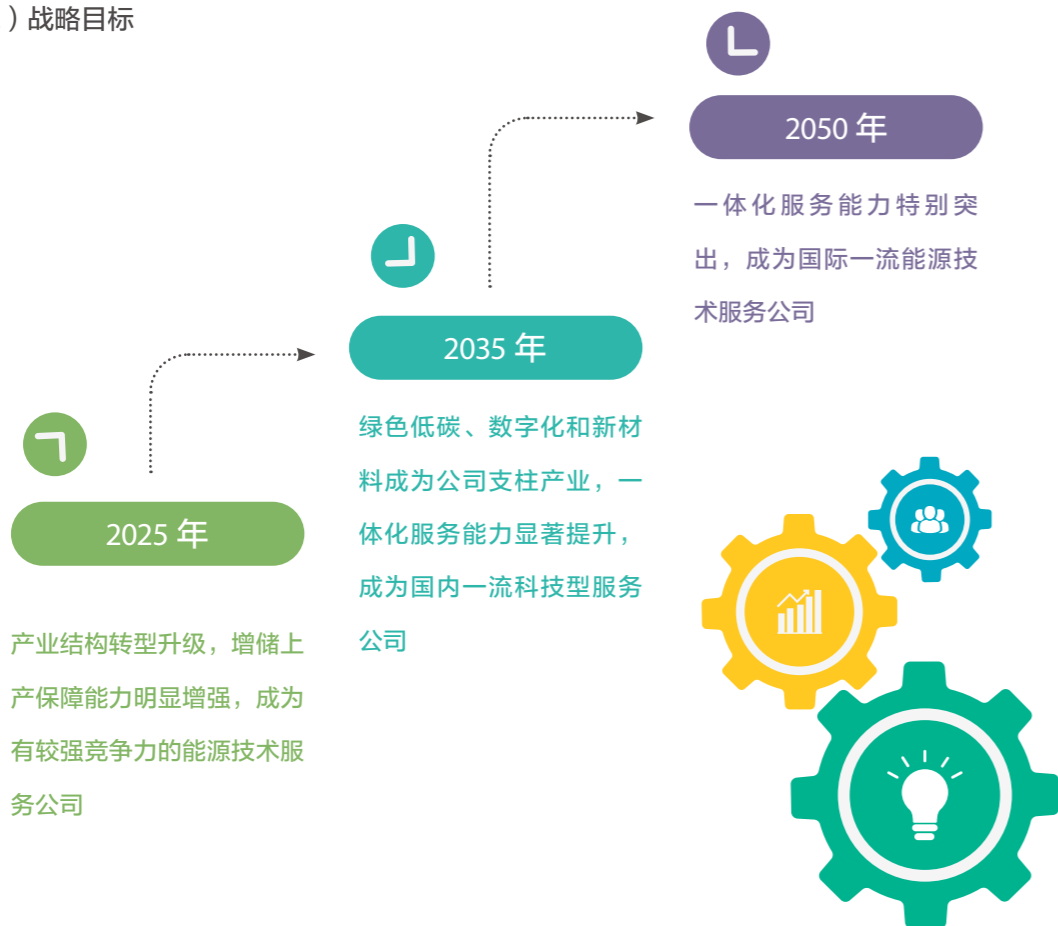 ）战略目标
2025 年
产业结构转型升级，增储上
产保障能力明显增强，成为
有较强竞争力的能源技术服
务公司
2035 年
绿色低碳、数字化和新材
料成为公司支柱产业，一
体化服务能力显著提升，
成为国内一流科技型服务
公司
2050 年
一体化服务能力特别突
出，成为国际一流能源技
术服务公司